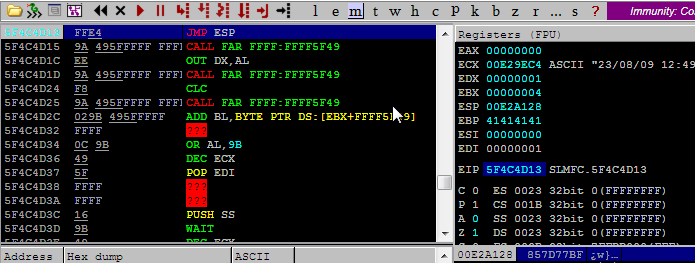 l e m t w h c p k b z r ... s ? Immunity: Co
5F4C4D13 FFE4 JMP ESP
5F4C4D15 9A 495FFFFF FFFF CALL FAR FFFF:FFFF5F49
5F4C4D1C EE OUT DX,AL
5F4C4D1D 9A 495FFFFF FFFF CALL FAR FFFF:FFFF5F49
5F4C4D24 F8 CLC
5F4C4D25 9A 495FFFFF FFFF CALL FAR FFFF:FFFF5F49
5F4C4D2C 029B 495FFFFF ADD BL,BYTE PTR DS:[EBX+FFFF5F49]
5F4C4D32 FFFF ???
5F4C4D34 0C 9B OR AL,9B
5F4C4D36 49 DEC ECX
5F4C4D37 5F POP EDI
5F4C4D38 FFFF ???
5F4C4D3A FFFF ???
5F4C4D3C 16 PUSH SS
5F4C4D3D 9B WAIT
5F4C4D3E 49 DEC ECX
Address Hex dump ASCII
Registers (FPU)
EAX 00000000
ECX 00E29EC4 ASCII "23/08/09 12:49
EDX 00000004
EBX 00000004
ESP 00E2A128
EBP 41414141
ESI 00000000
EDI 00000001
EIP 5F4C4D13 SLMFC.5F4C4D13
C 0 ES 0023 32bit 0(FFFFFFFF)
P 1 CS 001B 32bit 0(FFFFFFFF)
A 0 SS 0023 32bit 0(FFFFFFFF)
Z 1 DS 0023 32bit 0(FFFFFFFF)
00E2A128 857D77BF ¿w}…